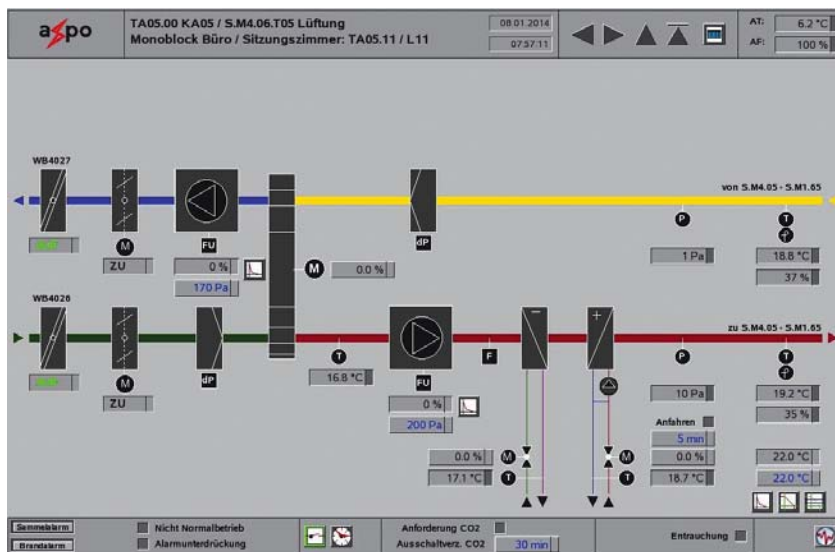 aspo
TA05.00 KA05 / S.M4.06.T05 Lüftung
Monoblock Büro / Sitzungszimmer: TA05.11 / L11
08.01.2014
07:57:11
AT: 6.2 °C
AF: 100 %
WB4027
von S.M4.05 - S.M1.65
M
FU
dP
P
T
ZU
0 %
170 Pa
M
0.0 %
1 Pa
18.8 °C
37 %
WB4026
zu S.M4.05 - S.M1.65
M
dP
T
F
P
T
ZU
16.8 °C
FU
0 %
200 Pa
10 Pa
19.2 °C
35 %
Anfahren
5 min
0.0 %
M
M
0.0 %
22.0 °C
17.1 °C
T
T
18.7 °C
22.0 °C
Sammelalarm
Nicht Normalbetrieb
Anforderung CO2
Entrauchung
Brandalarm
Alarmunterdrückung
Ausschaltverz. CO2
30 min